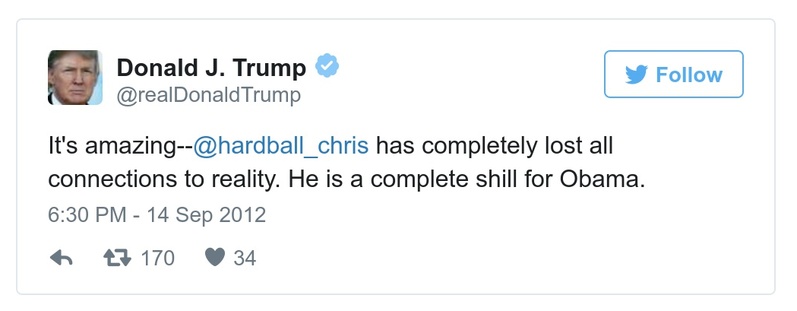 Donald J. Trump
@realDonaldTrump
Follow
It's amazing--@hardball_chris has completely lost all
connections to reality. He is a complete shill for Obama.
6:30 PM - 14 Sep 2012
170 34